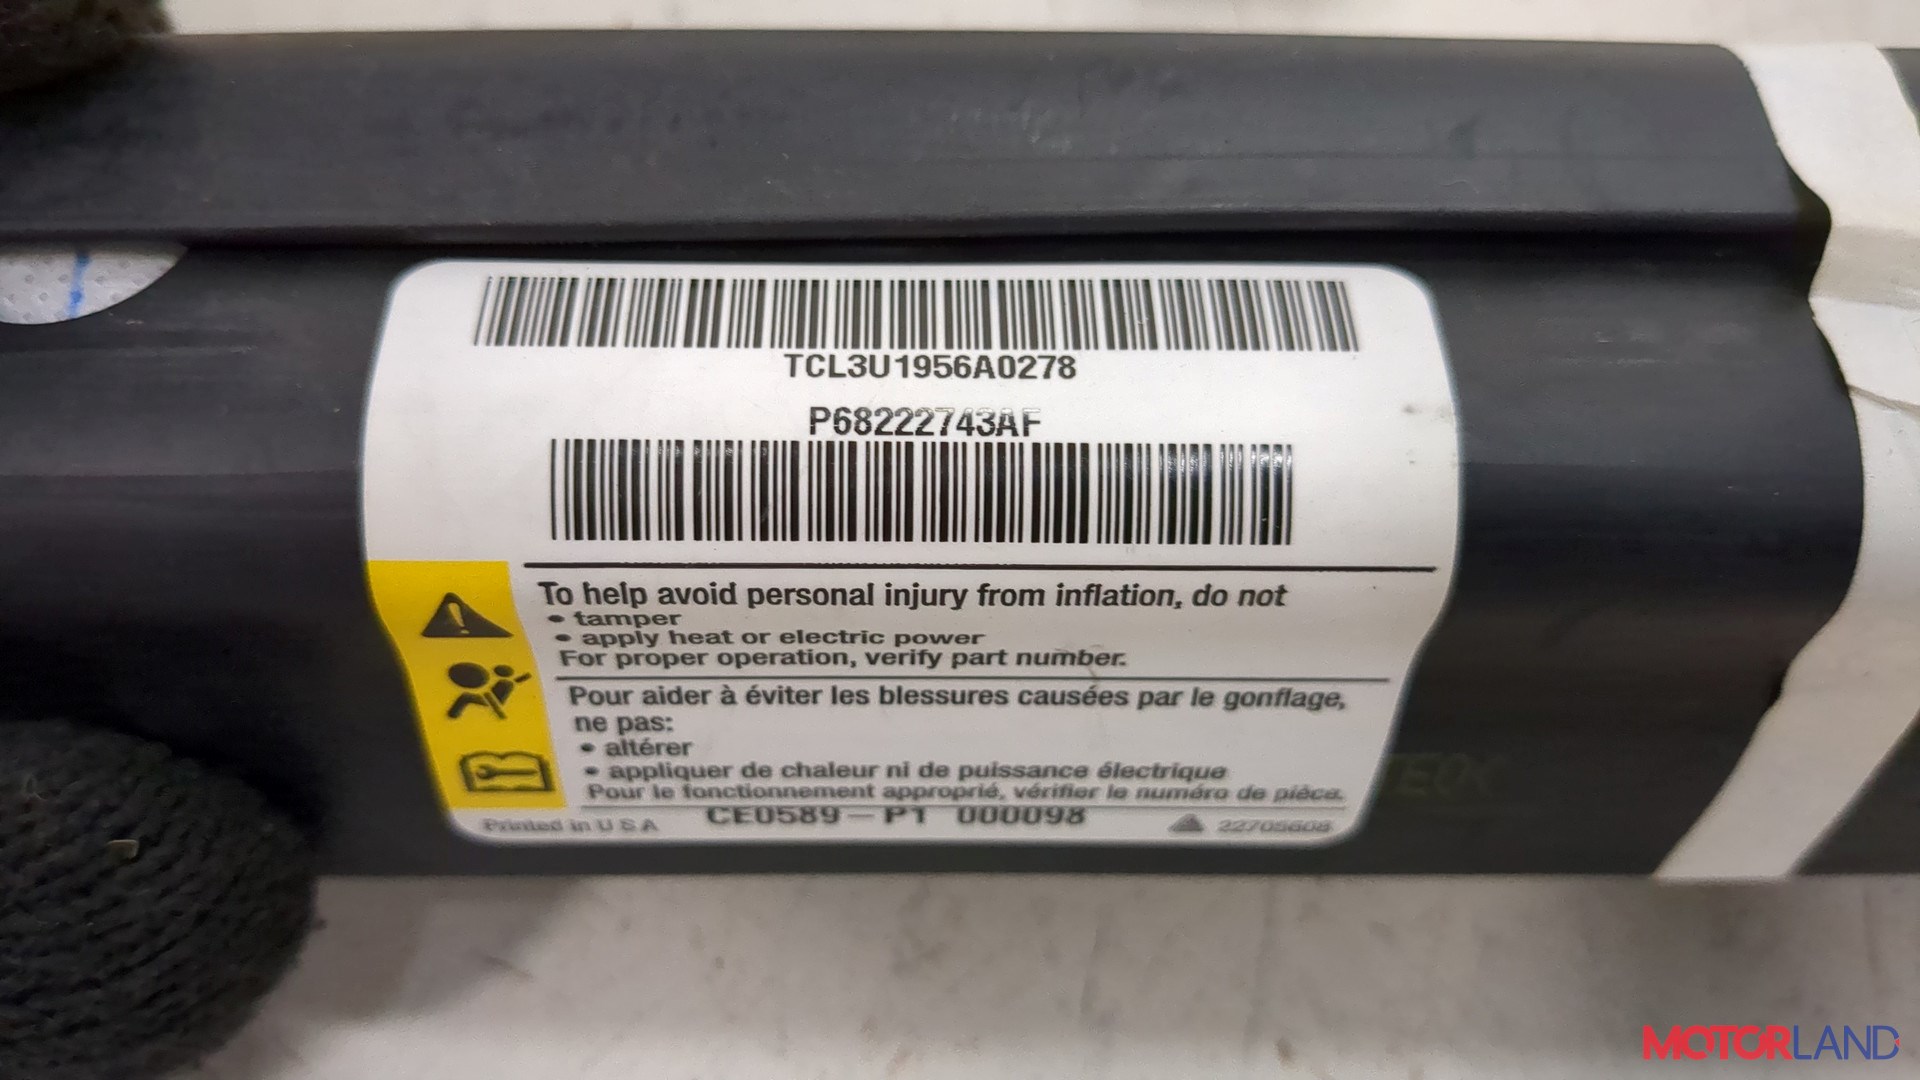 TCL3U1956A0278
P68222743AF
To help avoid personal injury from inflation, do not
• tamper
• apply heat or electric power
For proper operation, verify part number.
Pour aider à éviter les blessures causées par le gonflage,
ne pas:
• altérer
• appliquer de chaleur ni de puissance électrique
Pour le fonctionnement approprié, vérifier le numéro de pièce.
CE0589-P1 000098
Printed in U S A 22705608
MOTORLAND